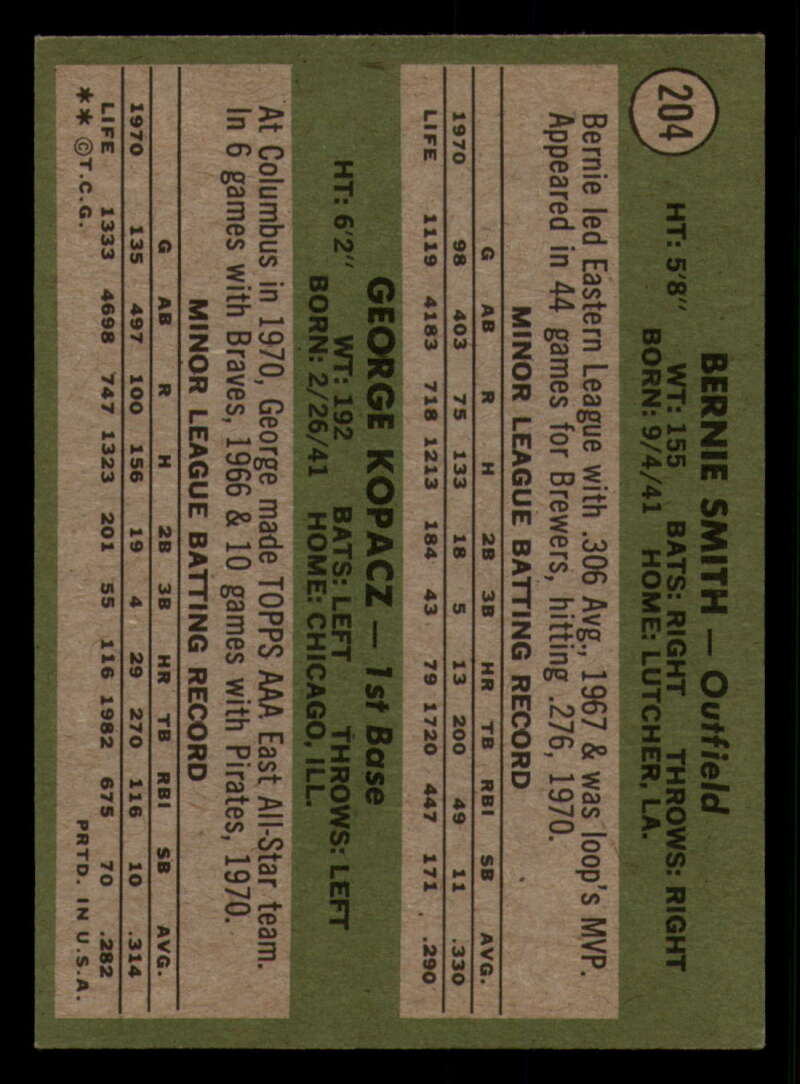 204
BERNIE SMITH — Outfield
HT: 5'8" WT: 155 BATS: RIGHT THROWS: RIGHT
BORN: 9/4/41 HOME: LUTCHER, LA.
Bernie led Eastern League with .306 Avg., 1967 & was loop's MVP.
Appeared in 44 games for Brewers, hitting .276, 1970.
MINOR LEAGUE BATTING RECORD
G AB R H 2B 3B HR TB RBI SB AVG.
1970 98 403 75 133 18 5 13 200 49 11 .330
LIFE 1119 4183 718 1213 184 43 79 1720 447 171 .290
GEORGE KOPACZ — 1st Base
HT: 6'2" WT: 192 BATS: LEFT THROWS: LEFT
BORN: 2/26/41 HOME: CHICAGO, ILL.
At Columbus in 1970, George made TOPPS AAA East All-Star team.
In 6 games with Braves, 1966 & 10 games with Pirates, 1970.
MINOR LEAGUE BATTING RECORD
G AB R H 2B 3B HR TB RBI SB AVG.
1970 135 497 100 156 19 4 29 270 116 10 .314
LIFE 1333 4698 747 1323 201 55 116 1982 675 70 .282
** ©T.C.G. PRTD. IN U.S.A.